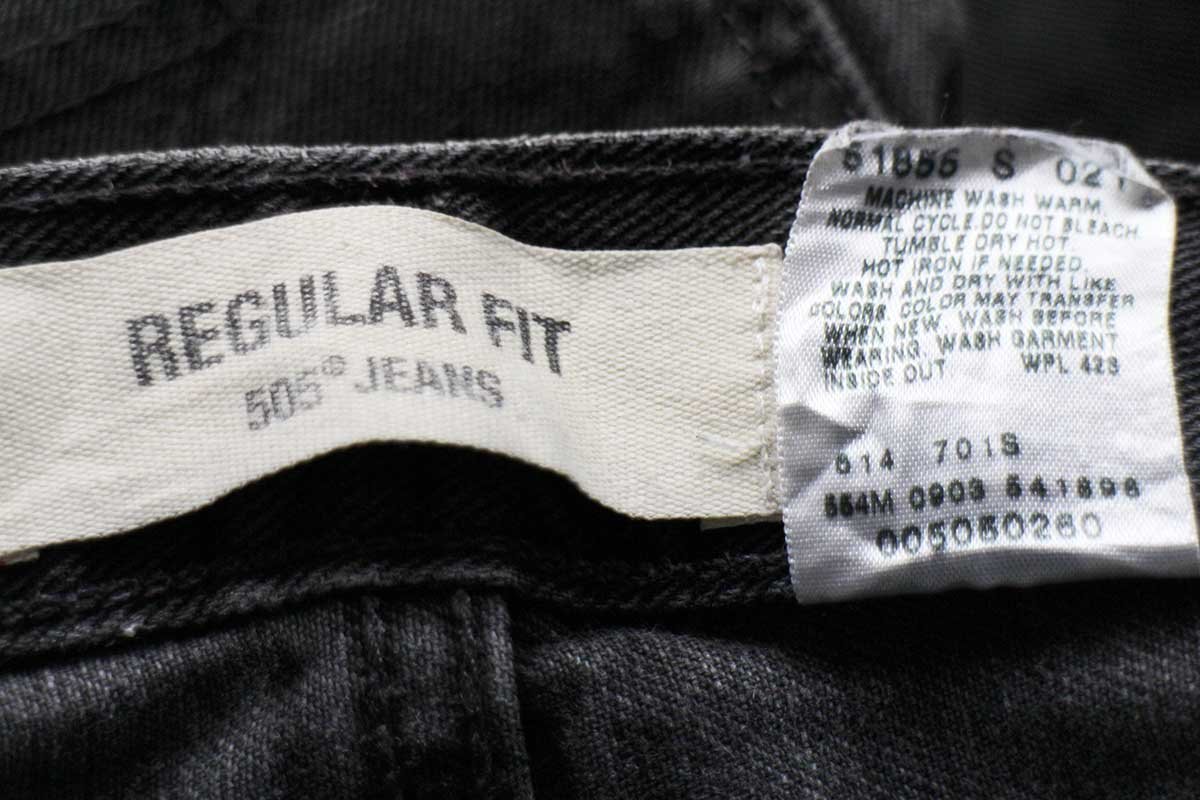 REGULAR FIT
505® JEANS
51856 S 021
MACHINE WASH WARM.
NORMAL CYCLE. DO NOT BLEACH.
TUMBLE DRY HOT.
HOT IRON IF NEEDED.
WASH AND DRY WITH LIKE
COLORS. COLOR MAY TRANSFER
WHEN NEW. WASH BEFORE
WEARING. WASH GARMENT
INSIDE OUT WPL 423
614 701S
554M 0903 541898
005050260